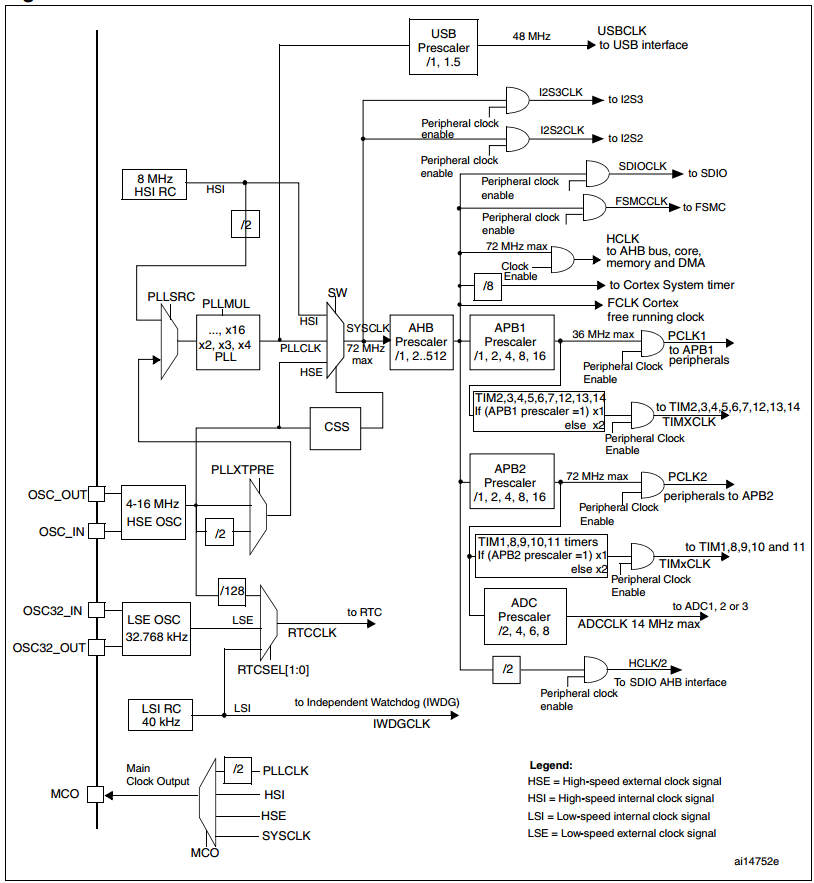 USB
Prescaler
/1, 1.5
48 MHz
USBCLK
to USB interface
I2S3CLK
to I2S3
Peripheral clock
enable
I2S2CLK
to I2S2
Peripheral clock
enable
SDIOCLK
to SDIO
Peripheral clock
enable
FSMCCLK
to FSMC
Peripheral clock
enable
8 MHz
HSI RC
HSI
/2
72 MHz max
HCLK
to AHB bus, core,
memory and DMA
Clock
Enable
/8
to Cortex System timer
FCLK Cortex
free running clock
PLLSRC
PLLMUL
..., x16
x2, x3, x4
PLL
SW
HSI
PLLCLK
HSE
SYSCLK
72 MHz
max
AHB
Prescaler
/1, 2..512
APB1
Prescaler
/1, 2, 4, 8, 16
36 MHz max
PCLK1
to APB1
peripherals
Peripheral Clock
Enable
TIM2,3,4,5,6,7,12,13,14
If (APB1 prescaler =1) x1
else x2
to TIM2,3,4,5,6,7,12,13,14
TIMXCLK
Peripheral Clock
Enable
CSS
PLLXTPRE
OSC_OUT
OSC_IN
4-16 MHz
HSE OSC
/2
APB2
Prescaler
/1, 2, 4, 8, 16
72 MHz max
PCLK2
peripherals to APB2
Peripheral Clock
Enable
TIM1,8,9,10,11 timers
If (APB2 prescaler =1) x1
else x2
to TIM1,8,9,10 and 11
TIMxCLK
Peripheral Clock
Enable
/128
OSC32_IN
OSC32_OUT
LSE OSC
32.768 kHz
LSE
to RTC
RTCCLK
RTCSEL[1:0]
ADC
Prescaler
/2, 4, 6, 8
to ADC1, 2 or 3
ADCCLK 14 MHz max
/2
HCLK/2
To SDIO AHB interface
Peripheral clock
enable
LSI RC
40 kHz
LSI
to Independent Watchdog (IWDG)
IWDGCLK
MCO
Main
Clock Output
/2
PLLCLK
HSI
HSE
SYSCLK
MCO
Legend:
HSE = High-speed external clock signal
HSI = High-speed internal clock signal
LSI = Low-speed internal clock signal
LSE = Low-speed external clock signal
ai14752e